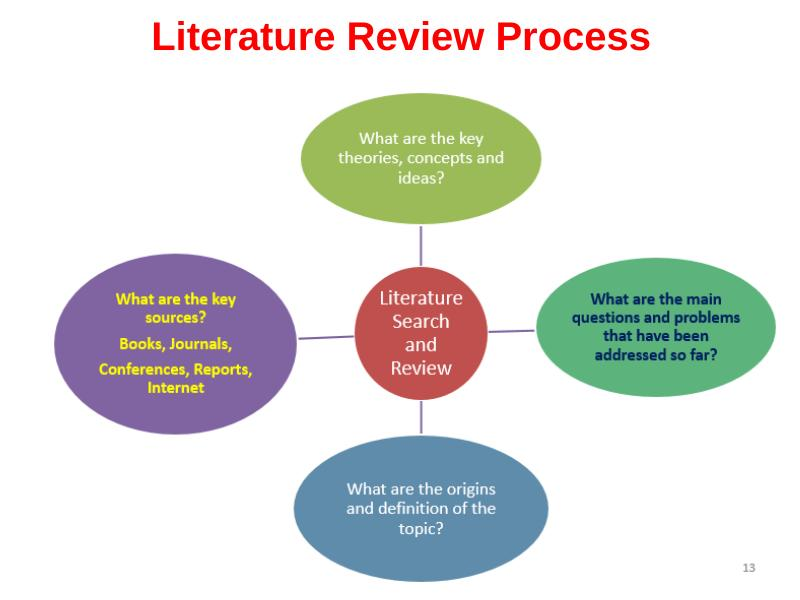 Literature Review Process
What are the key
theories, concepts and
ideas?
What are the key
sources?
Books, Journals,
Conferences, Reports,
Internet
Literature
Search
and
Review
What are the main
questions and problems
that have been
addressed so far?
What are the origins
and definition of the
topic?
13